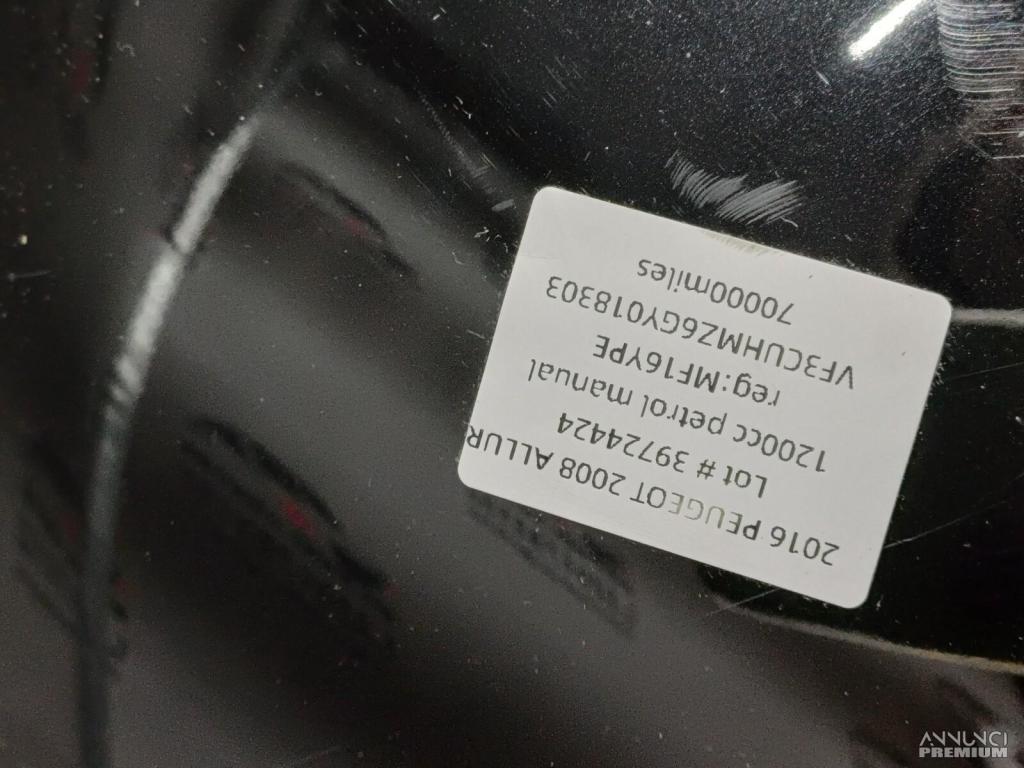 2016 PEUGEOT 2008 ALLUR
Lot # 39724424
1200cc petrol manual
reg:MF16YPE
VF3CUHMZ6GY018303
70000miles
ANNUNCI
PREMIUM